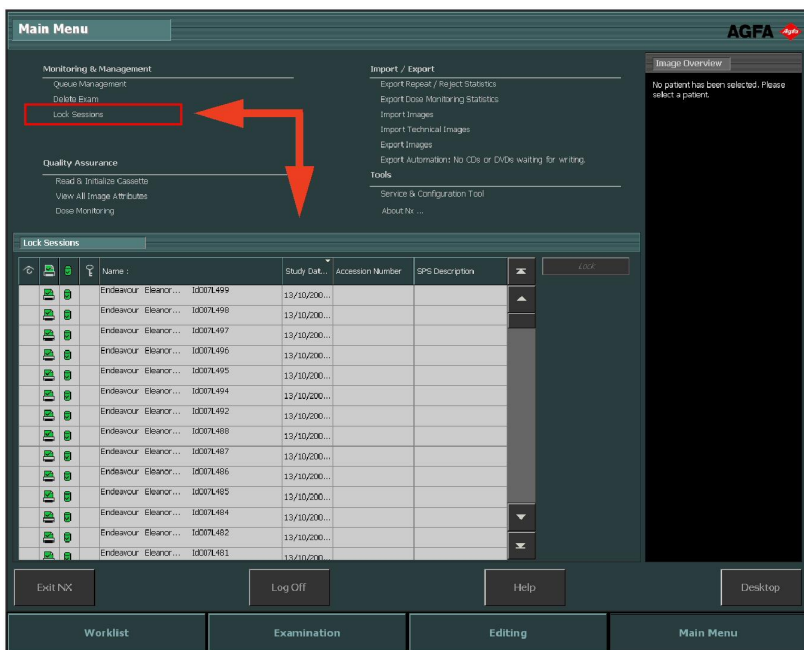 Main Menu
AGFA Agfa
Monitoring & Management
Queue Management
Delete Exam
Lock Sessions
Quality Assurance
Read & Initialize Cassette
View All Image Attributes
Dose Monitoring
Import / Export
Export Repeat / Reject Statistics
Export Dose Monitoring Statistics
Import Images
Import Technical Images
Export Images
Export Automation: No CDs or DVDs waiting for writing.
Tools
Service & Configuration Tool
About Nx ...
Image Overview
No patient has been selected. Please
select a patient.
Lock Sessions
Name : Study Dat... Accession Number SPS Description
Lock
Endeavour Eleanor... Id007L499 13/10/200...
Endeavour Eleanor... Id007L498 13/10/200...
Endeavour Eleanor... Id007L497 13/10/200...
Endeavour Eleanor... Id007L496 13/10/200...
Endeavour Eleanor... Id007L495 13/10/200...
Endeavour Eleanor... Id007L494 13/10/200...
Endeavour Eleanor... Id007L492 13/10/200...
Endeavour Eleanor... Id007L488 13/10/200...
Endeavour Eleanor... Id007L487 13/10/200...
Endeavour Eleanor... Id007L486 13/10/200...
Endeavour Eleanor... Id007L485 13/10/200...
Endeavour Eleanor... Id007L484 13/10/200...
Endeavour Eleanor... Id007L482 13/10/200...
Endeavour Eleanor... Id007L481 13/10/200...
Exit NX
Log Off
Help
Desktop
Worklist
Examination
Editing
Main Menu